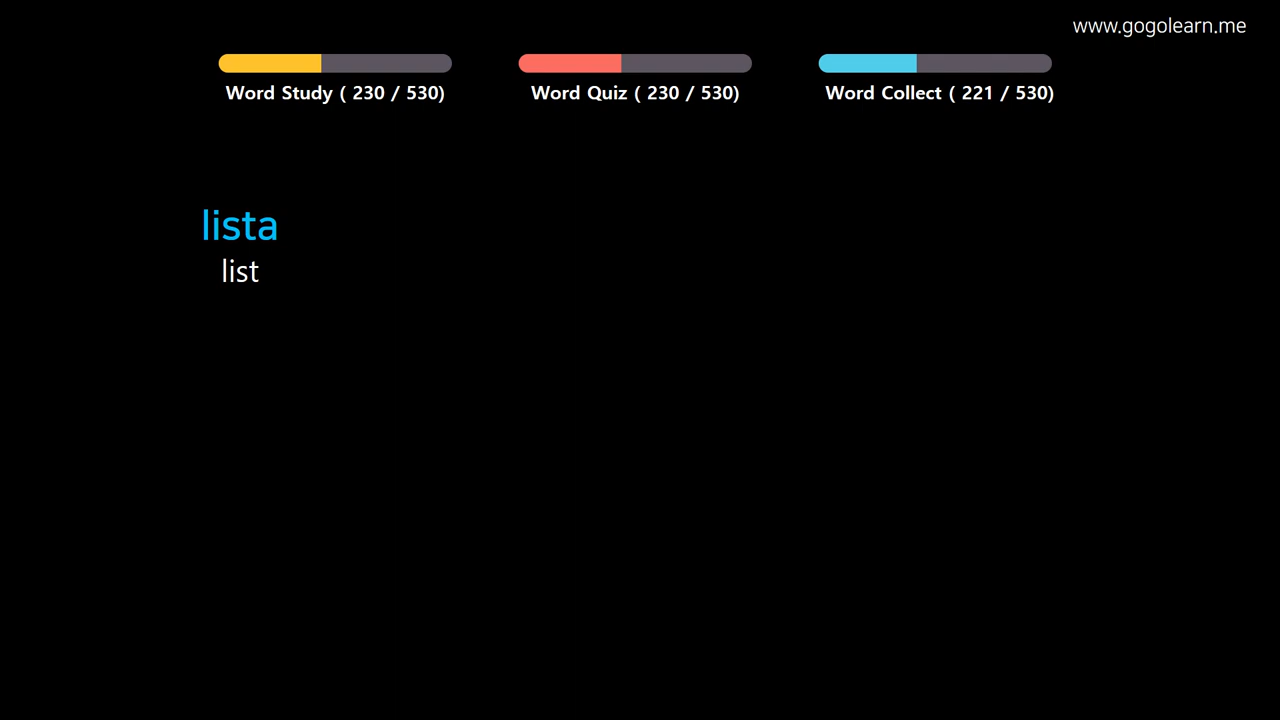 www.gogolearn.me
Word Study ( 230 / 530)
Word Quiz ( 230 / 530)
Word Collect ( 221 / 530)
lista
list